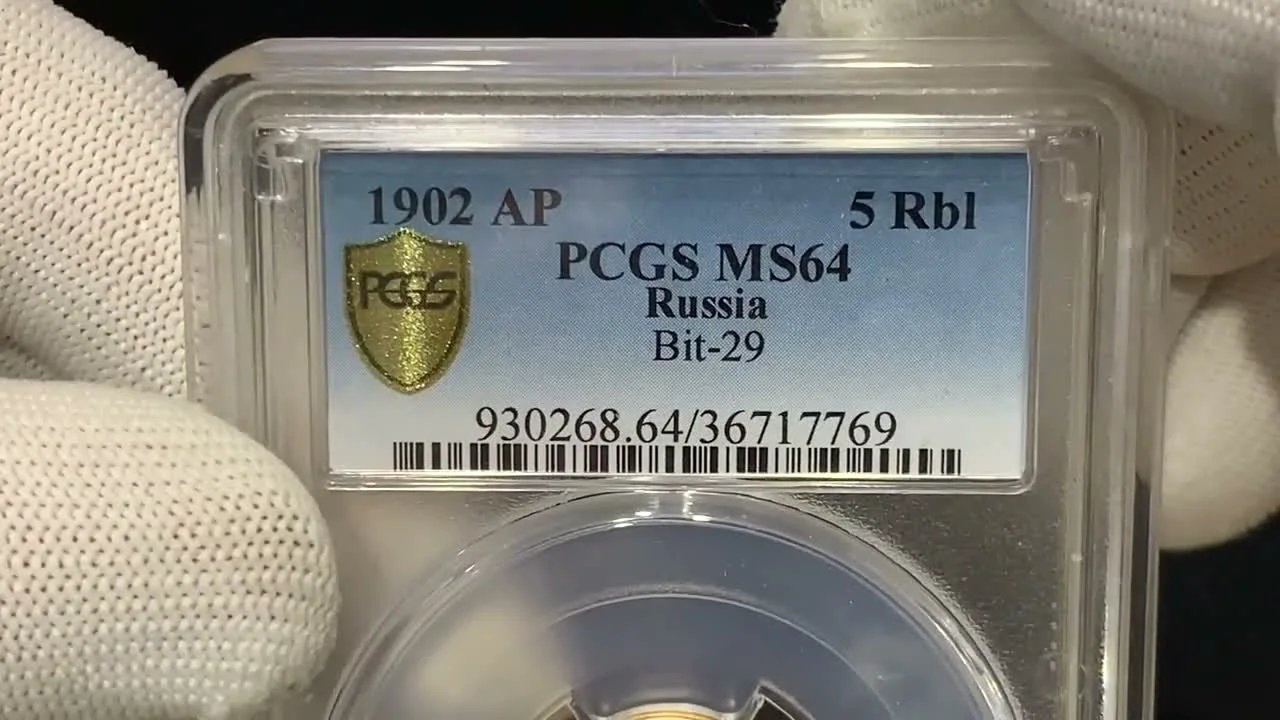 1902 AP 5 Rbl
PCGS MS64
PCGS
Russia
Bit-29
930268.64/36717769